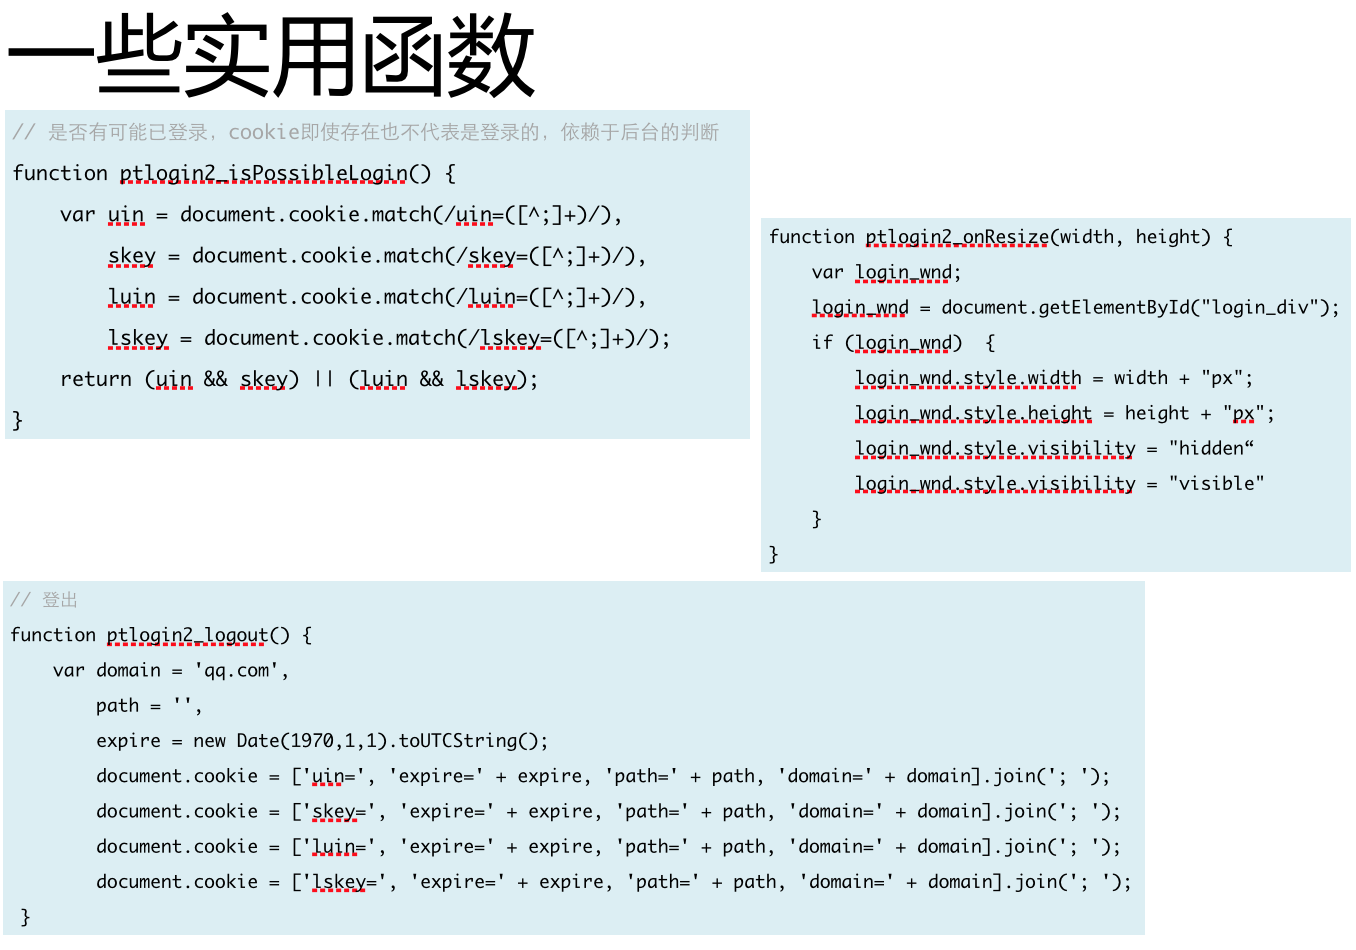 一些实用函数
// 是否有可能已登录，cookie即使存在也不代表是登录的，依赖于后台的判断
function ptlogin2_isPossibleLogin() {
    var uin = document.cookie.match(/uin=([^;]+)/),
        skey = document.cookie.match(/skey=([^;]+)/),
        luin = document.cookie.match(/luin=([^;]+)/),
        lskey = document.cookie.match(/lskey=([^;]+)/);
    return (uin && skey) || (luin && lskey);
}
function ptlogin2_onResize(width, height) {
    var login_wnd;
    login_wnd = document.getElementById("login_div");
    if (login_wnd)  {
        login_wnd.style.width = width + "px";
        login_wnd.style.height = height + "px";
        login_wnd.style.visibility = "hidden“
        login_wnd.style.visibility = "visible"
    }
}
// 登出
function ptlogin2_logout() {
    var domain = 'qq.com',
        path = '',
        expire = new Date(1970,1,1).toUTCString();
        document.cookie = ['uin=', 'expire=' + expire, 'path=' + path, 'domain=' + domain].join('; ');
        document.cookie = ['skey=', 'expire=' + expire, 'path=' + path, 'domain=' + domain].join('; ');
        document.cookie = ['luin=', 'expire=' + expire, 'path=' + path, 'domain=' + domain].join('; ');
        document.cookie = ['lskey=', 'expire=' + expire, 'path=' + path, 'domain=' + domain].join('; ');
 }